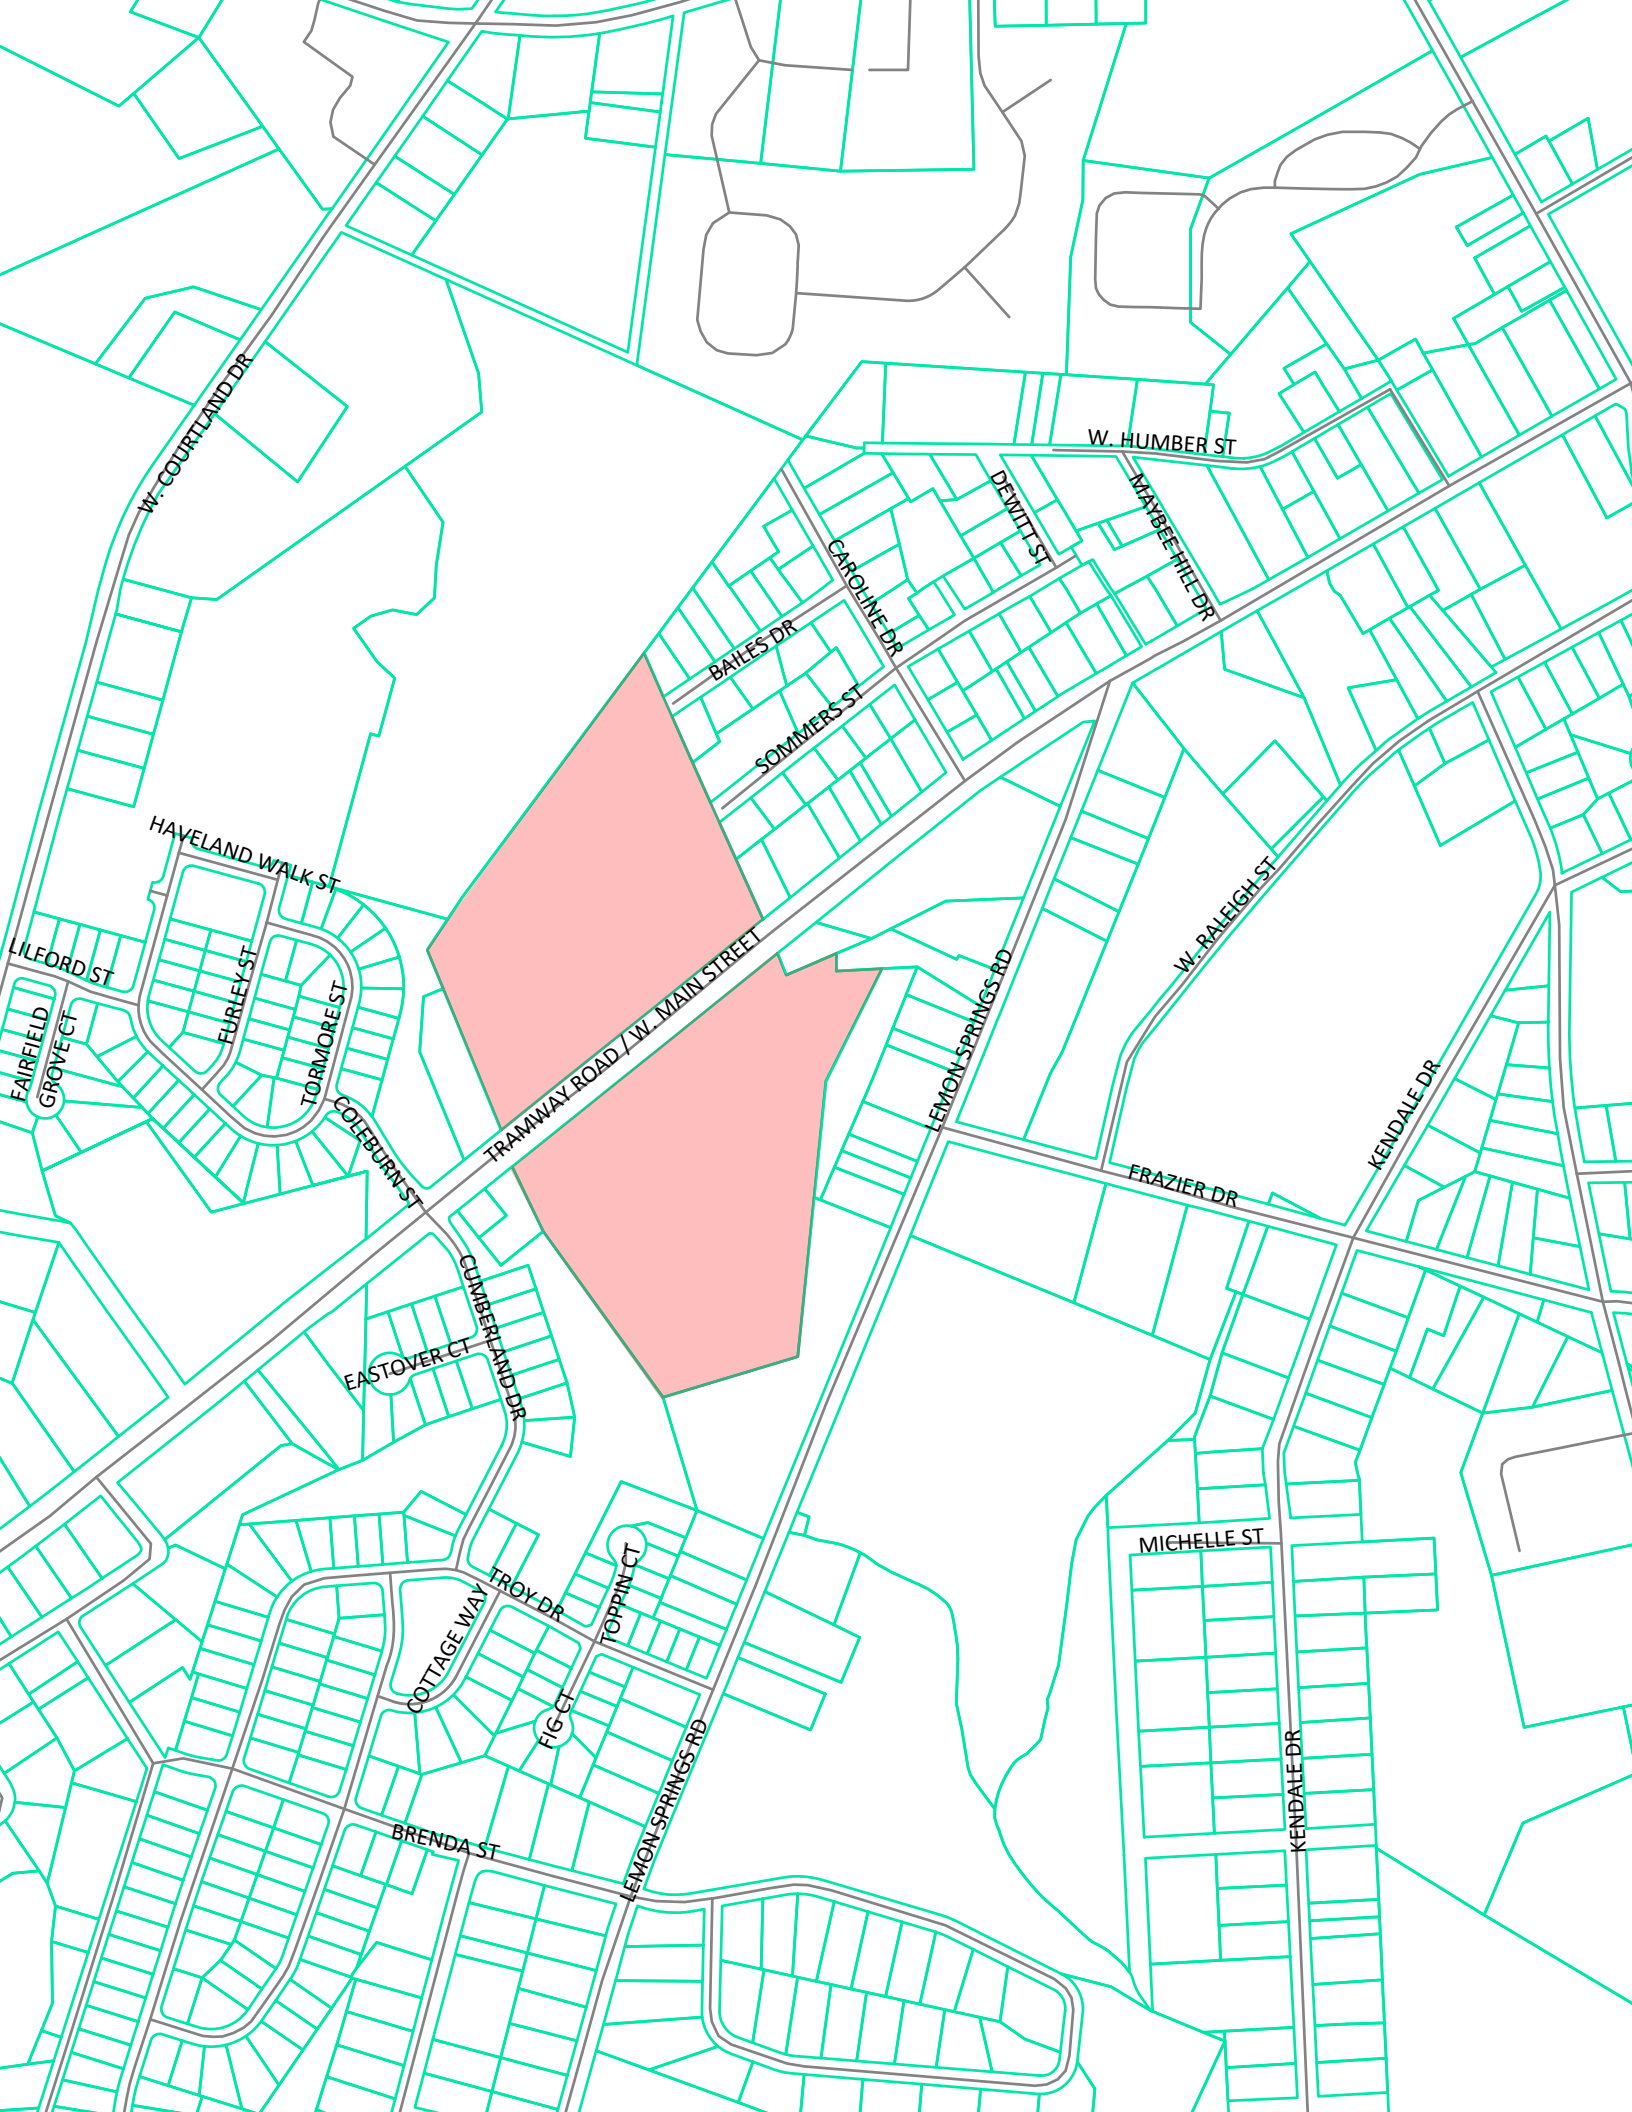 W. COURTLAND DR
W. HUMBER ST
DEWITT ST
MAYBEE HILL DR
CAROLINE DR
BAILES DR
SOMMERS ST
HAVELAND WALK ST
LILFORD ST
FURLEY ST
TORMORE ST
FAIRFIELD
GROVE CT
COLEBURN ST
TRAMWAY ROAD / W. MAIN STREET
LEMON SPRINGS RD
W. RALEIGH ST
KENDALE DR
FRAZIER DR
CUMBERLAND DR
EASTOVER CT
MICHELLE ST
TROY DR
TOPPIN CT
COTTAGE WAY
FIG CT
LEMON SPRINGS RD
KENDALE DR
BRENDA ST